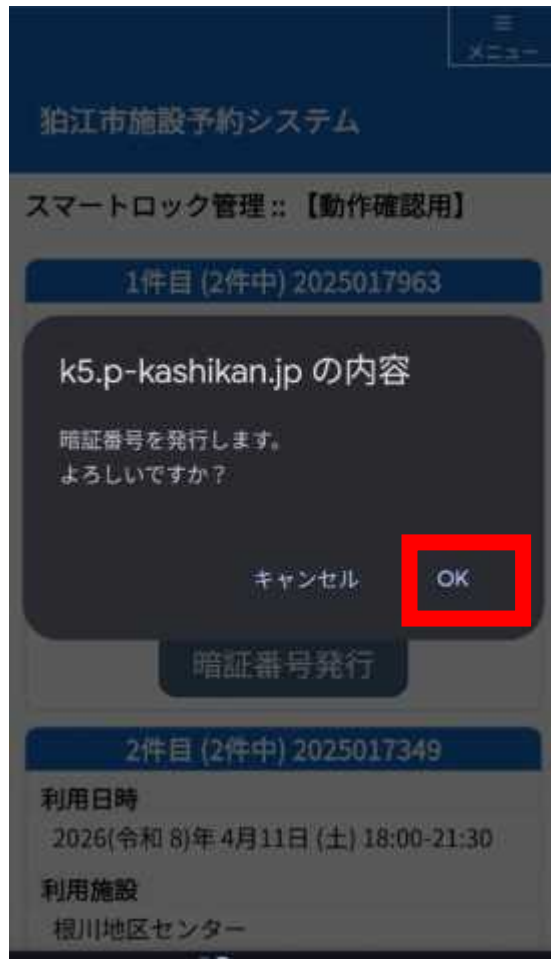 ≡
メニュー
狛江市施設予約システム
スマートロック管理 :: 【動作確認用】
1件目 (2件中) 2025017963
k5.p-kashikan.jp の内容
暗証番号を発行します。
よろしいですか？
キャンセル OK
暗証番号発行
2件目 (2件中) 2025017349
利用日時
2026(令和 8)年 4月11日 (土) 18:00-21:30
利用施設
根川地区センター